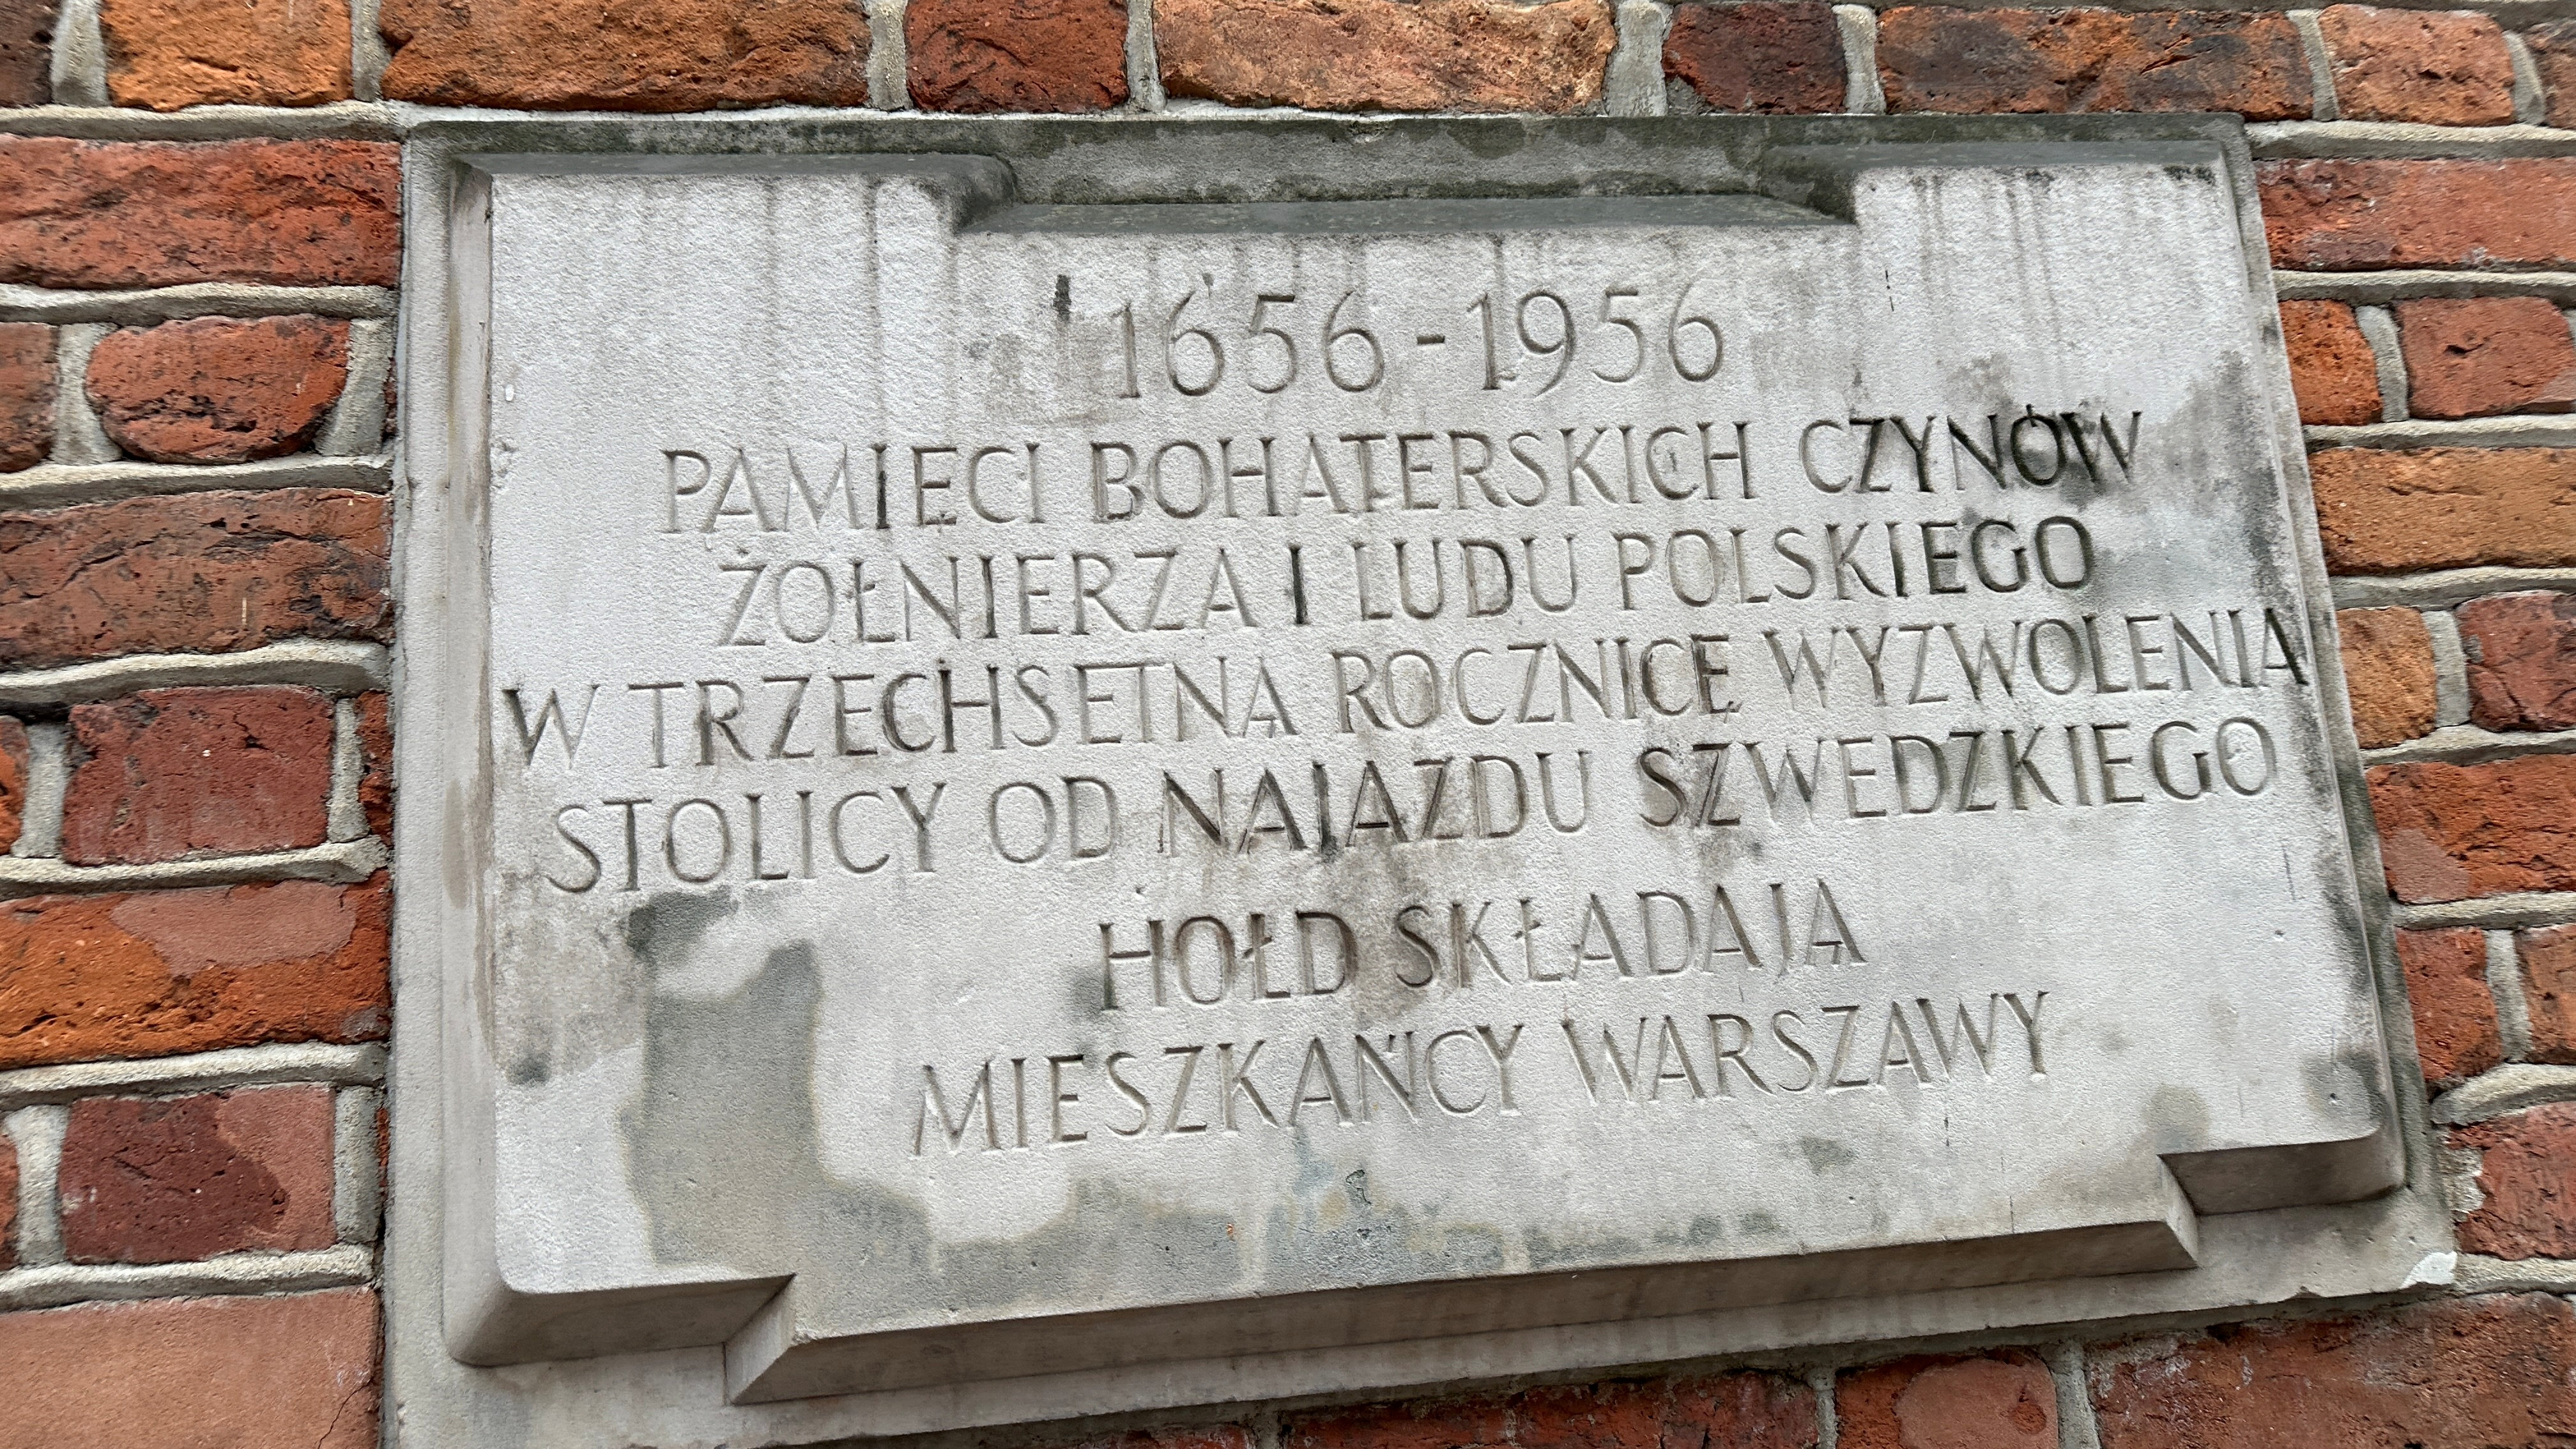 1656-1956
PAMIĘCI BOHATERSKICH CZYNÓW
ŻOŁNIERZA I LUDU POLSKIEGO
W TRZECHSETNĄ ROCZNICĘ WYZWOLENIA
STOLICY OD NAJAZDU SZWEDZKIEGO
HOŁD SKŁADAJĄ
MIESZKAŃCY WARSZAWY